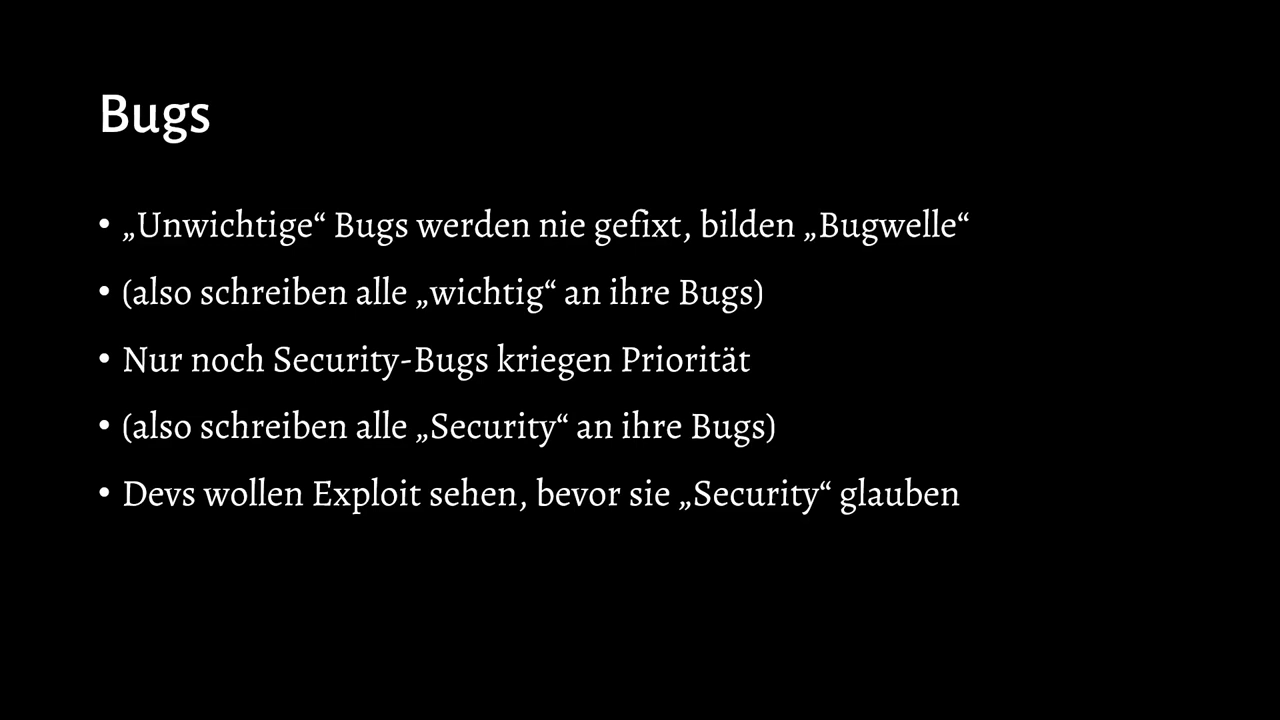 Bugs
• „Unwichtige“ Bugs werden nie gefixt, bilden „Bugwelle“
• (also schreiben alle „wichtig“ an ihre Bugs)
• Nur noch Security-Bugs kriegen Priorität
• (also schreiben alle „Security“ an ihre Bugs)
• Devs wollen Exploit sehen, bevor sie „Security“ glauben